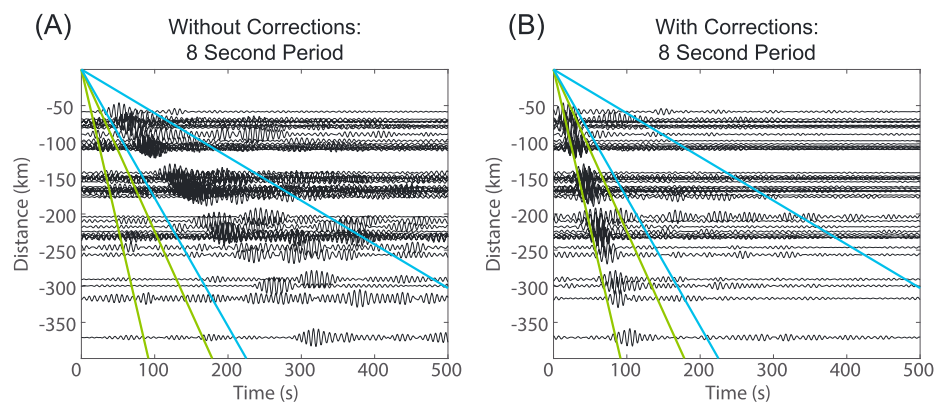 (A)
Without Corrections:
8 Second Period
-50
-100
-150
-200
-250
-300
-350
Distance (km)
0
100
200
300
400
500
Time (s)
(B)
With Corrections:
8 Second Period
-50
-100
-150
-200
-250
-300
-350
Distance (km)
0
100
200
300
400
500
Time (s)